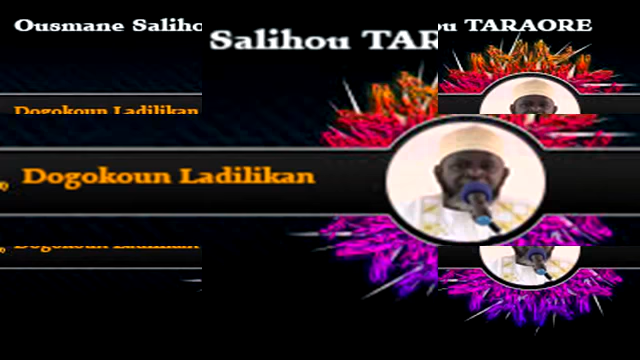 Ousmane Saliho
Salihou TAR
ou TARAORE
Dogokoun Ladilikan
Dogokoun Ladilikan